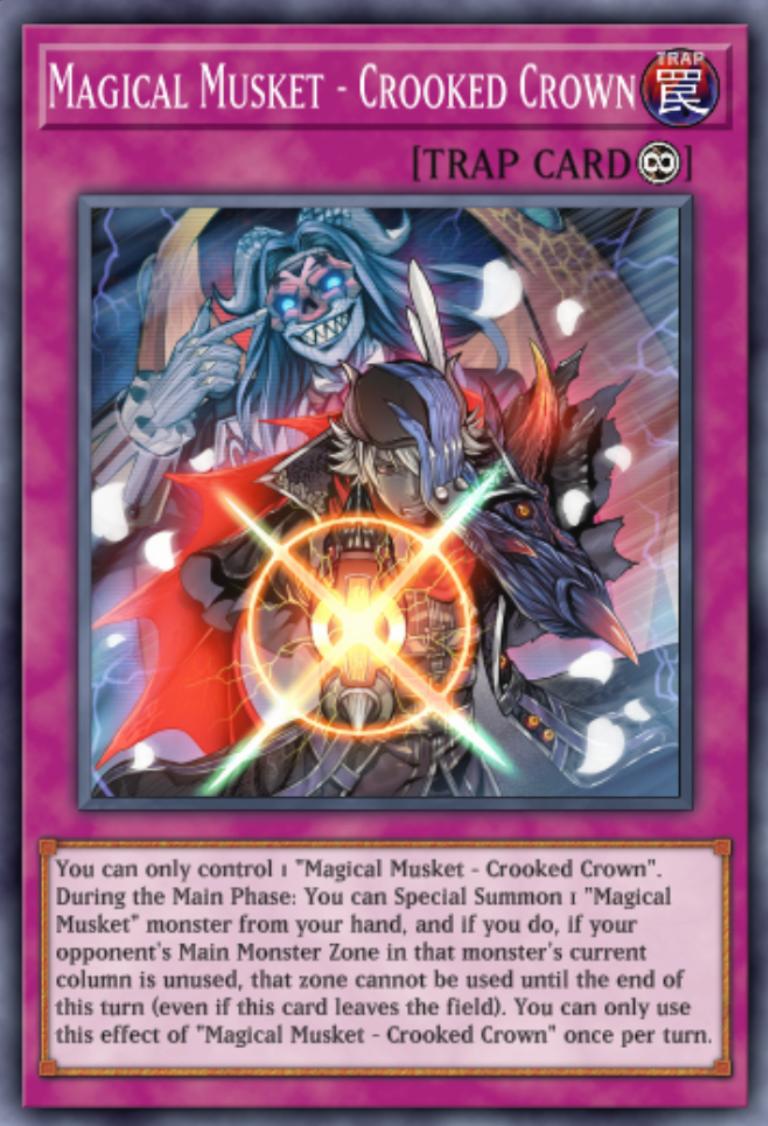 MAGICAL MUSKET - CROOKED CROWN
TRAP
罠
[TRAP CARD♾]
You can only control 1 "Magical Musket - Crooked Crown".
During the Main Phase: You can Special Summon 1 "Magical
Musket" monster from your hand, and if you do, if your
opponent's Main Monster Zone in that monster's current
column is unused, that zone cannot be used until the end of
this turn (even if this card leaves the field). You can only use
this effect of "Magical Musket - Crooked Crown" once per turn.